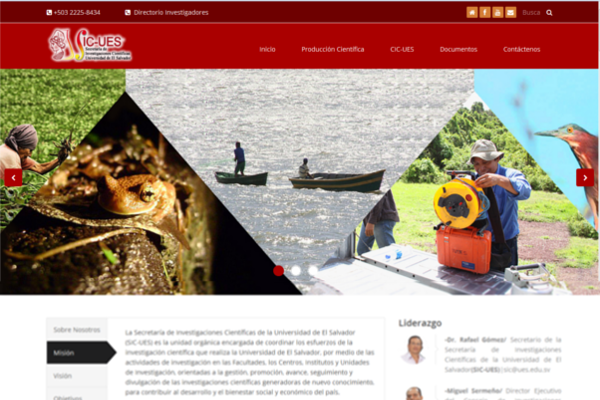 +503 2225-8434 Directorio Investigadores Busca
SIC-UES
Secretaría de
Investigaciones Científicas
Universidad de El Salvador
Inicio Producción Científica CIC-UES Documentos Contáctenos
Sobre Nosotros
Misión
Visión
Objetivos
La Secretaría de Investigaciones Científicas de la Universidad de El Salvador
(SIC-UES) es la unidad orgánica encargada de coordinar los esfuerzos de la
investigación científica que realiza la Universidad de El Salvador, por medio de las
actividades de investigación en las Facultades, los Centros, Institutos y Unidades
de investigación, orientadas a la gestión, promoción, avance, seguimiento y
divulgación de las investigaciones científicas generadoras de nuevo conocimiento,
para contribuir al desarrollo y el bienestar social y económico del país.
Liderazgo
-Dr. Rafael Gómez/ Secretario de la
Secretaría de Investigaciones
Científicas de la Universidad de El
Salvador(SIC-UES)|sic@ues.edu.sv
-Miguel Sermeño/ Director Ejecutivo